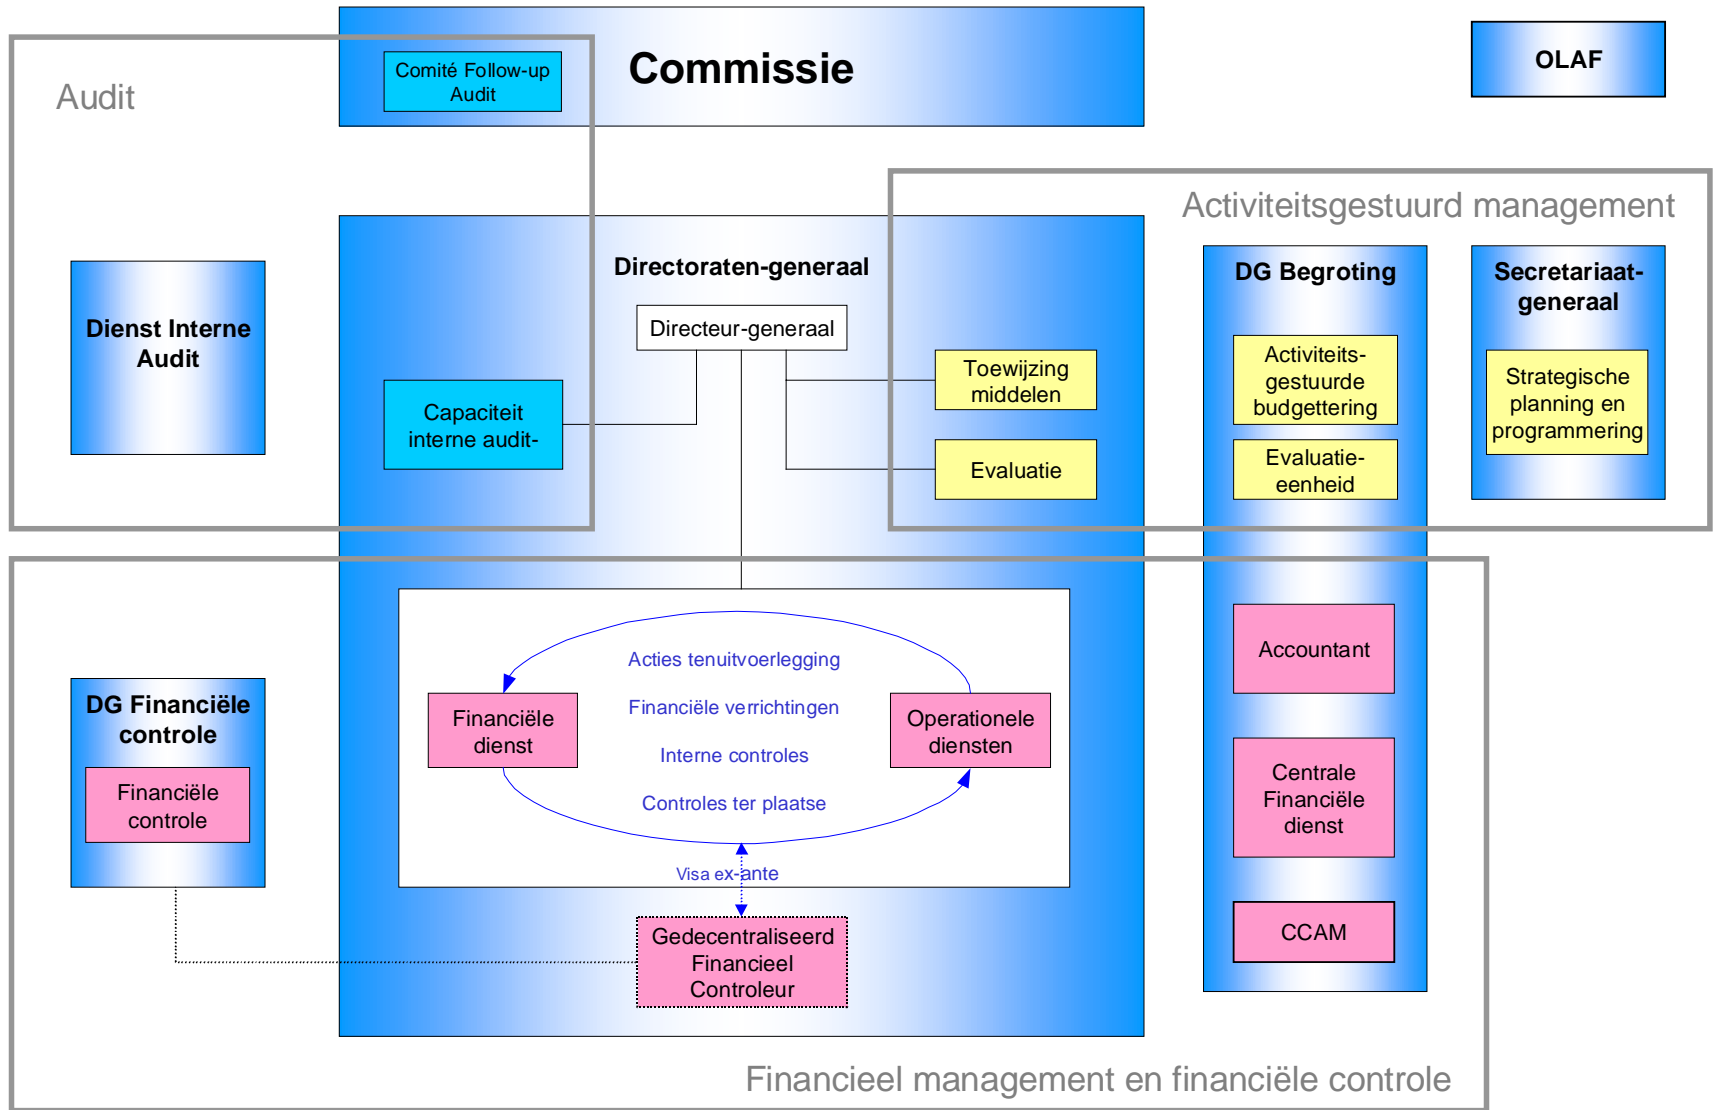 Commissie
OLAF
Audit
Comité Follow-up
Audit
Activiteitsgestuurd management
Dienst Interne
Audit
Directoraten-generaal
Directeur-generaal
Capaciteit
interne audit-
Toewijzing
middelen
Evaluatie
DG Begroting
Activiteits-
gestuurde
budgettering
Evaluatie-
eenheid
Secretariaat-
generaal
Strategische
planning en
programmering
DG Financiële
controle
Financiële
controle
Financiële
dienst
Acties tenuitvoerlegging
Financiële verrichtingen
Interne controles
Controles ter plaatse
Operationele
diensten
Visa ex-ante
Gedecentraliseerd
Financieel
Controleur
Accountant
Centrale
Financiële
dienst
CCAM
Financieel management en financiële controle